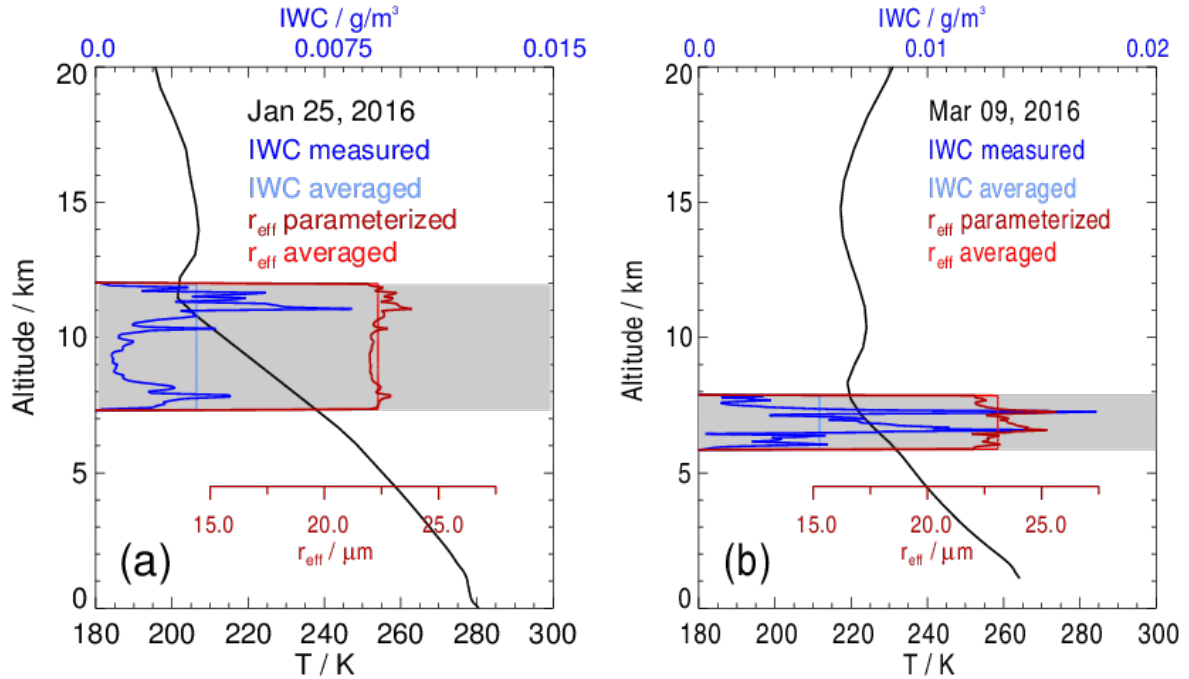 IWC / g/m³
0.0 0.0075 0.015
20
15
10
5
0
Altitude / km
Jan 25, 2016
IWC measured
IWC averaged
r_eff parameterized
r_eff averaged
15.0 20.0 25.0
r_eff / μm
(a)
180 200 220 240 260 280 300
T / K
IWC / g/m³
0.0 0.01 0.02
20
15
10
5
0
Altitude / km
Mar 09, 2016
IWC measured
IWC averaged
r_eff parameterized
r_eff averaged
15.0 20.0 25.0
r_eff / μm
(b)
180 200 220 240 260 280 300
T / K